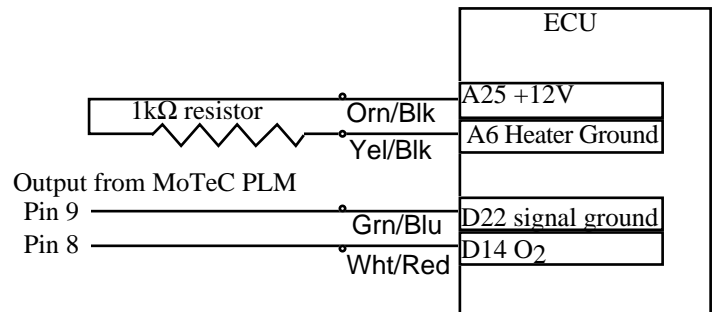 ECU
A25 +12V
1kΩ resistor
Orn/Blk
A6 Heater Ground
Yel/Blk
Output from MoTeC PLM
Pin 9
Grn/Blu
D22 signal ground
Pin 8
D14 O2
Wht/Red